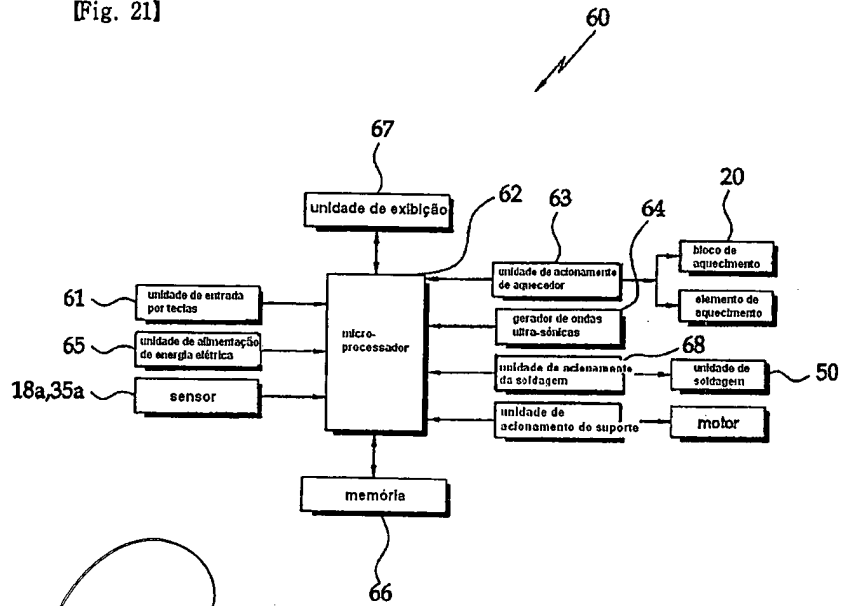 [Fig. 21]
60
67
unidade de exibição
62
63
64
20
unidade de acionamento
de aquecedor
bloco de
aquecimento
elemento de
aquecimento
61
unidade de entrada
por teclas
micro-
processador
gerador de ondas
ultra-sônicas
65
unidade de alimentação
de energia elétrica
68
unidade de acionamento
da soldagem
unidade de
soldagem
50
18a,35a
sensor
unidade de
acionamento do suporte
motor
memória
66